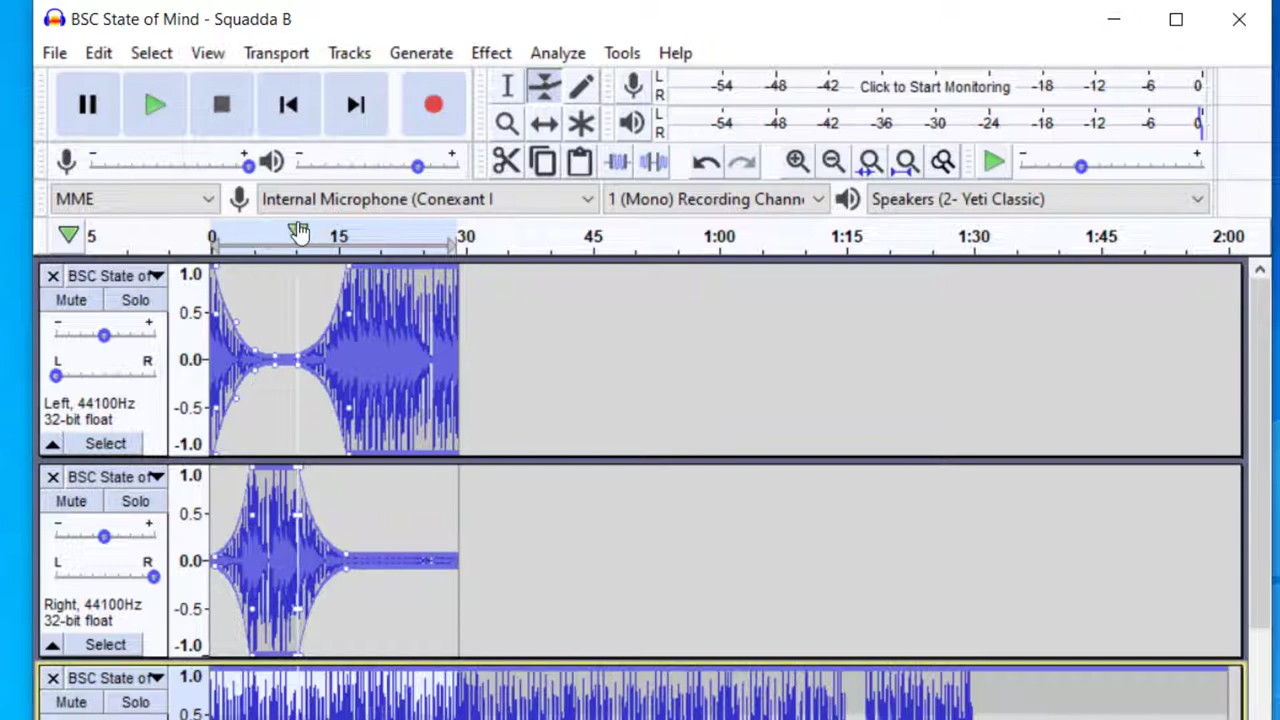 BSC State of Mind - Squadda B
File Edit Select View Transport Tracks Generate Effect Analyze Tools Help
L
R
-54 -48 -42 Click to Start Monitoring -18 -12 -6 0
L
R
-54 -48 -42 -36 -30 -24 -18 -12 -6 0
- + - + - +
MME Internal Microphone (Conexant I 1 (Mono) Recording Chann Speakers (2- Yeti Classic)
5 0 15 30 45 1:00 1:15 1:30 1:45 2:00
BSC State of 1.0
Mute Solo
- + 0.5
L R 0.0
Left, 44100Hz -0.5
32-bit float
Select -1.0
BSC State of 1.0
Mute Solo
- + 0.5
L R 0.0
Right, 44100Hz -0.5
32-bit float
Select -1.0
BSC State of 1.0
Mute Solo
0.5